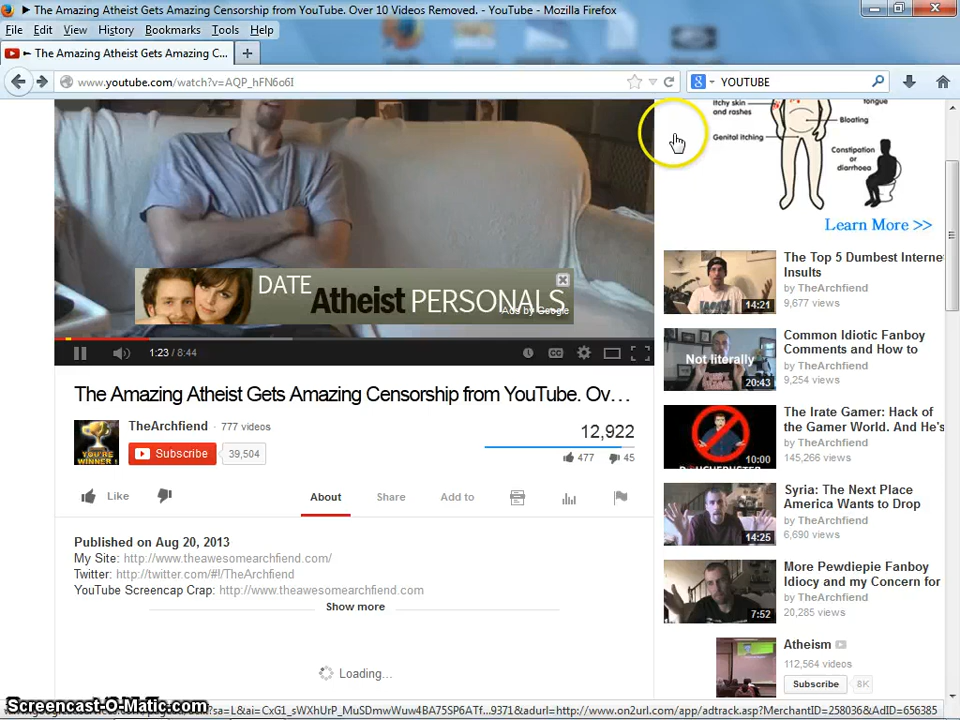 The Amazing Atheist Gets Amazing Censorship from YouTube. Over 10 Videos Removed. - YouTube - Mozilla Firefox
File Edit View History Bookmarks Tools Help
The Amazing Atheist Gets Amazing C...
www.youtube.com/watch?v=AQP_hFN6o6I
YOUTUBE
Itchy skin and rashes
tongue
Bloating
Genital itching
Constipation or diarrhoea
Learn More >>
DATE Atheist PERSONALS
Ads by Google
1:23 / 8:44
CC
The Amazing Atheist Gets Amazing Censorship from YouTube. Ov...
YOU'RE WINNER !
TheArchfiend · 777 videos
Subscribe 39,504
12,922
477 45
Like About Share Add to
Published on Aug 20, 2013
My Site: http://www.theawesomearchfiend.com/
Twitter: http://twitter.com/#!/TheArchfiend
YouTube Screencap Crap: http://www.theawesomearchfiend.com
Show more
Loading...
The Top 5 Dumbest Interne
Insults
by TheArchfiend
9,677 views
14:21
Common Idiotic Fanboy
Comments and How to
by TheArchfiend
9,254 views
Not literally
20:43
The Irate Gamer: Hack of
the Gamer World. And He's
by TheArchfiend
145,266 views
10:00
Syria: The Next Place
America Wants to Drop
by TheArchfiend
6,690 views
14:25
More Pewdiepie Fanboy
Idiocy and my Concern for
by TheArchfiend
20,285 views
7:52
Atheism
112,564 views
Subscribe 8K
Screencast-O-Matic.com